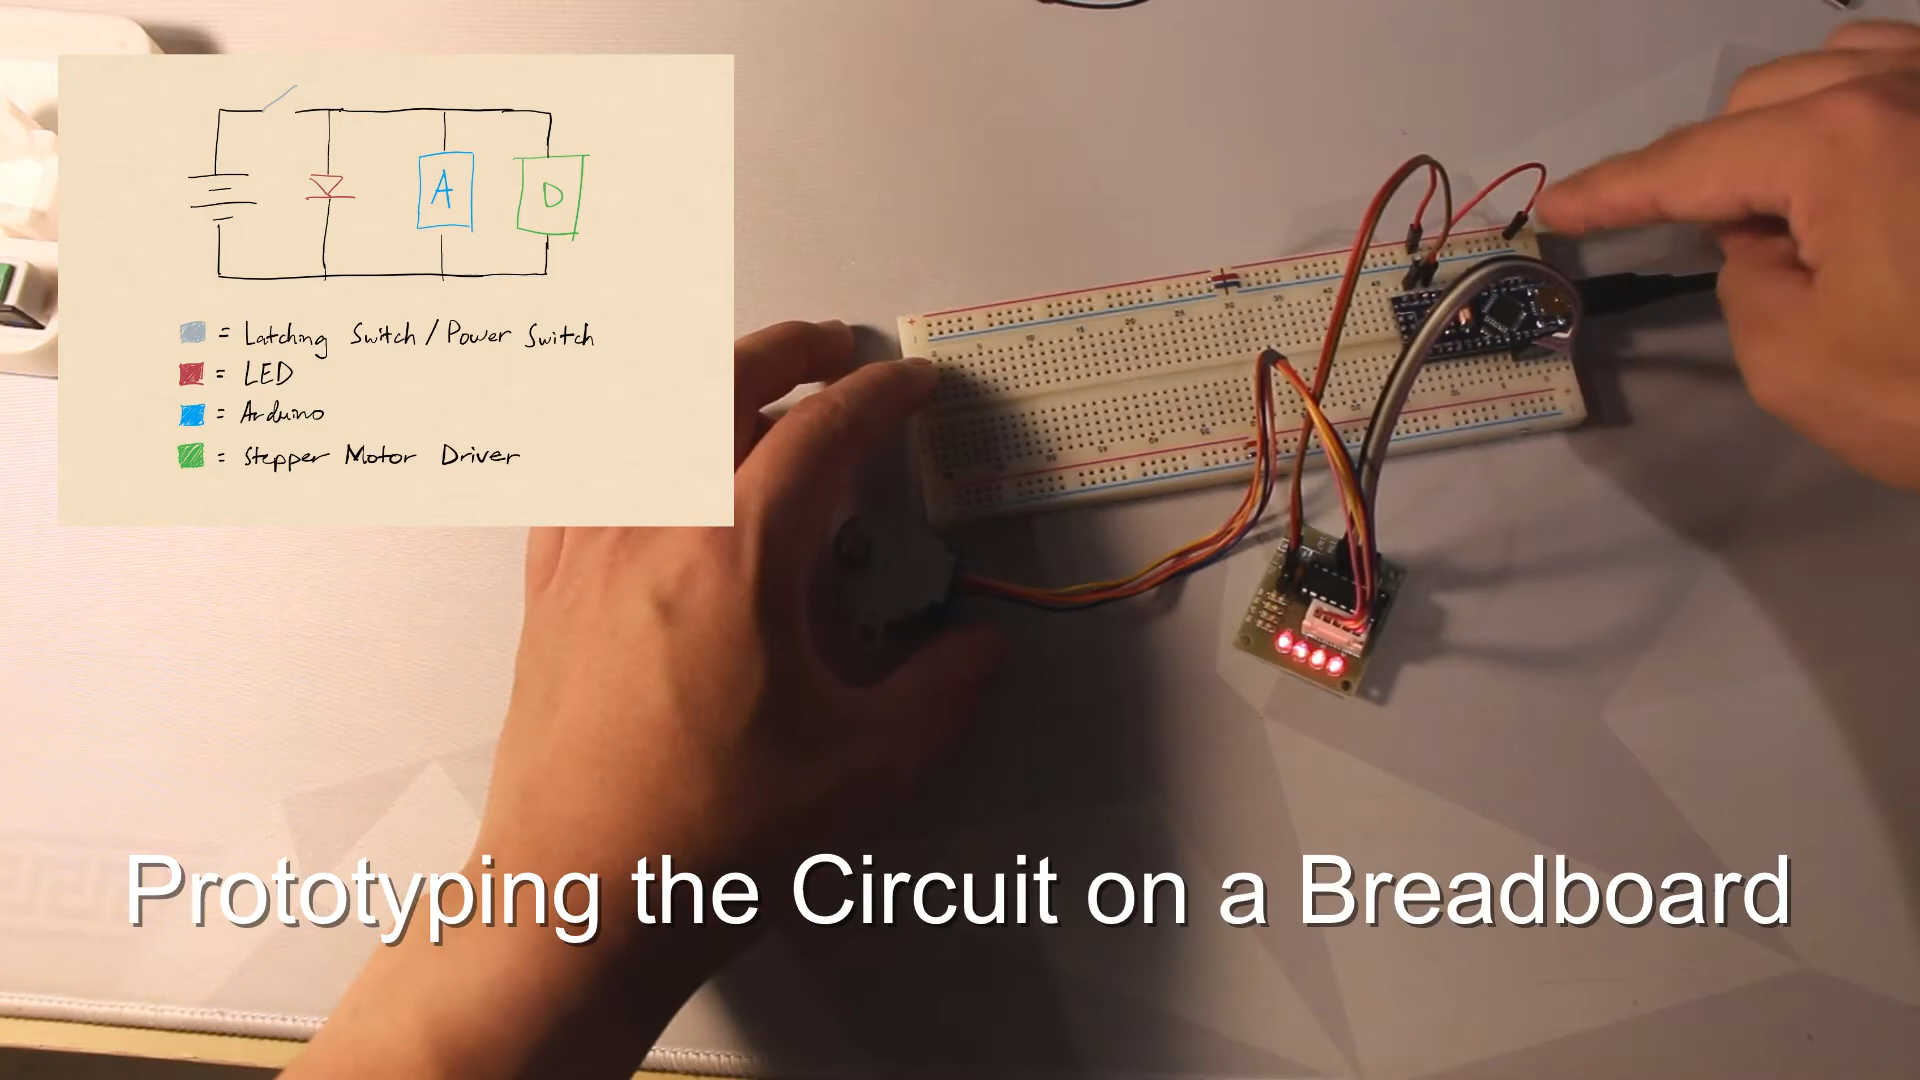 A
D
= Latching Switch / Power Switch
= LED
= Arduino
= Stepper Motor Driver
Prototyping the Circuit on a Breadboard